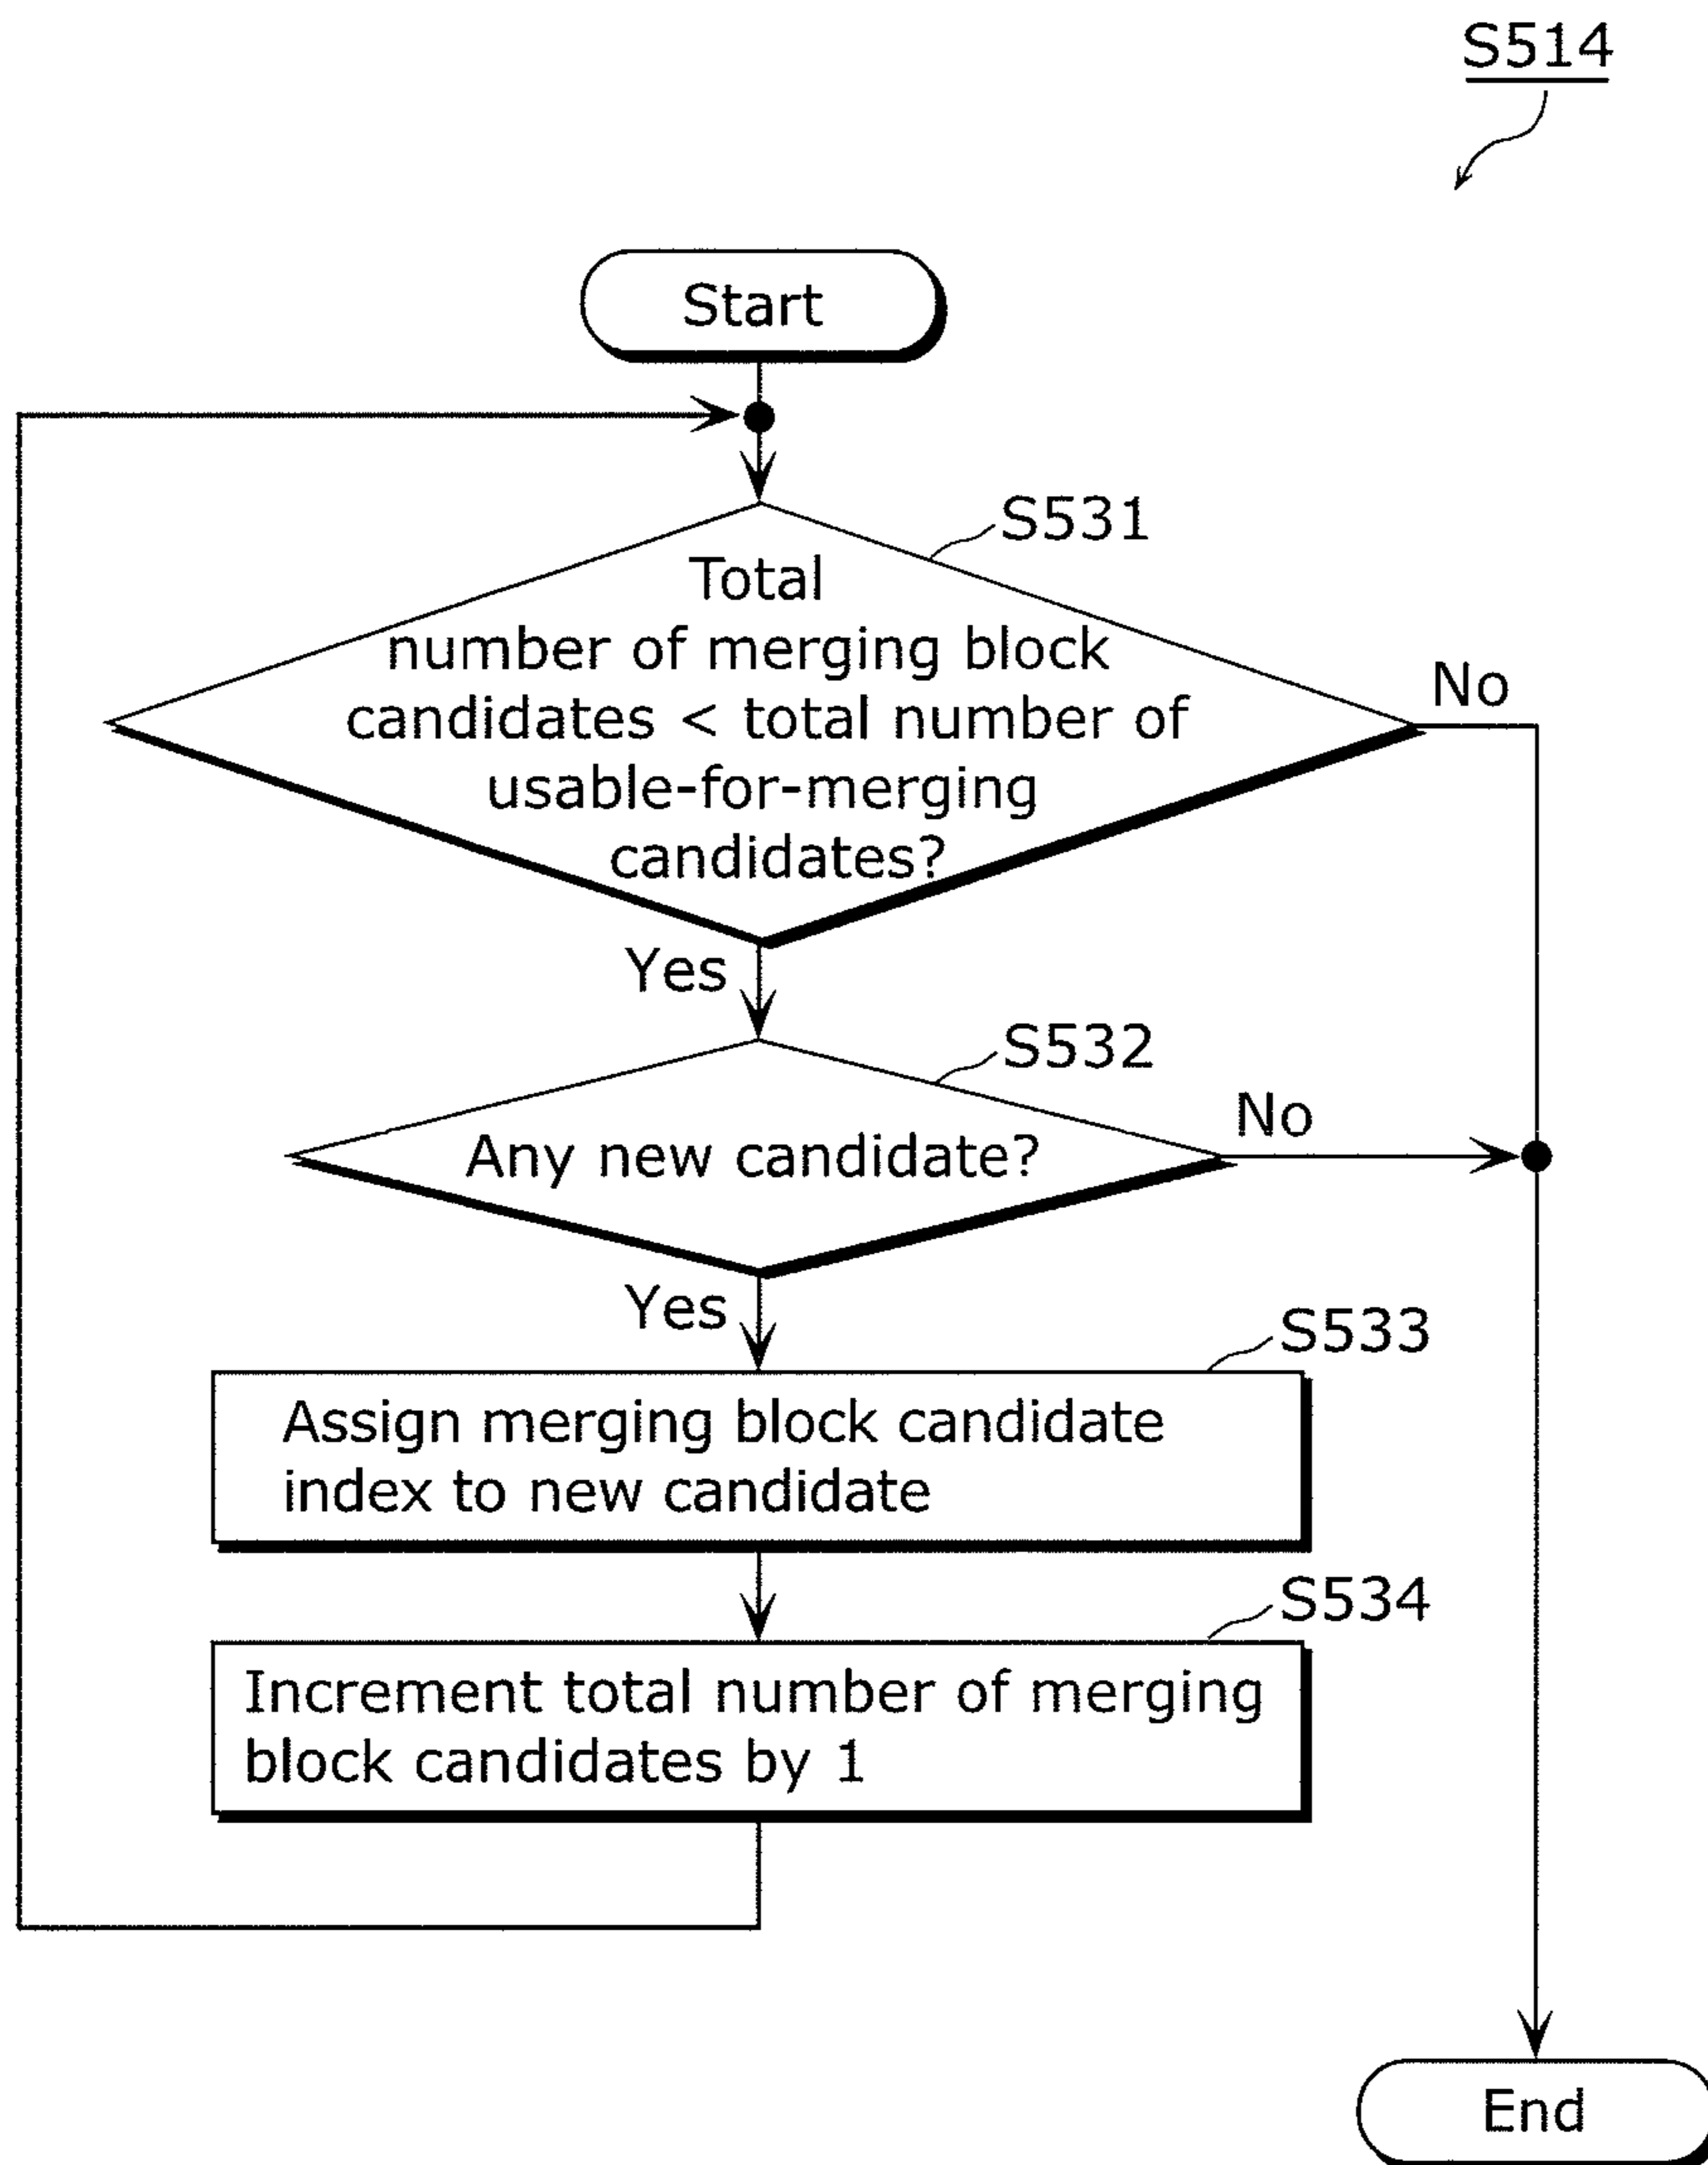 S514
Start
S531
Total
number of merging block
candidates < total number of
usable-for-merging
candidates?
No
Yes
S532
Any new candidate?
No
Yes
S533
Assign merging block candidate
index to new candidate
S534
Increment total number of merging
block candidates by 1
End